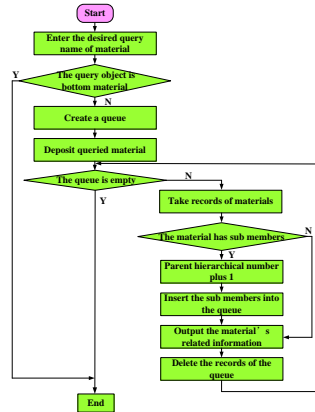 Start
Enter the desired query
name of material
Y
The query object is
bottom material
N
Create a queue
Deposit queried material
The queue is empty
N
Y
Take records of materials
The material has sub members
N
Y
Parent hierarchical number
plus 1
Insert the sub members into
the queue
Output the material's
related information
Delete the records of the
queue
End